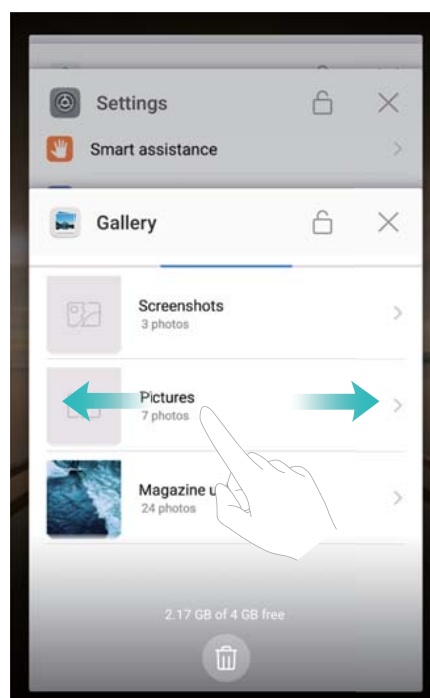 Settings
Smart assistance
Gallery
Screenshots
3 photos
Pictures
7 photos
Magazine u
24 photos
2.17 GB of 4 GB free